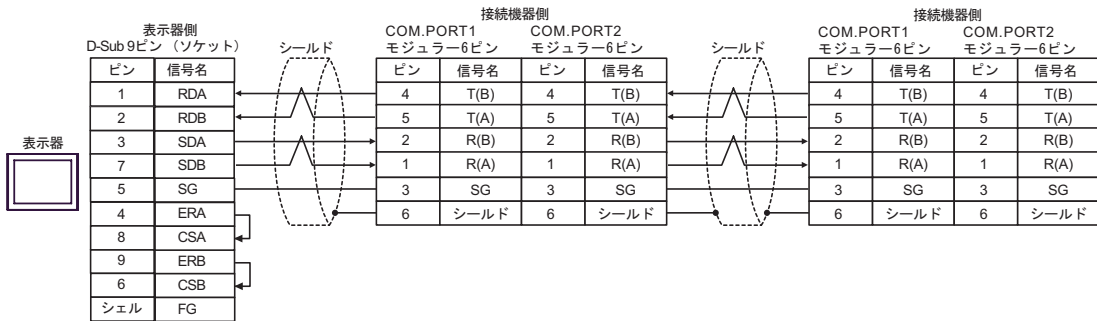 表示器
表示器側
D-Sub 9ピン （ソケット）
ピン 信号名
1 RDA
2 RDB
3 SDA
7 SDB
5 SG
4 ERA
8 CSA
9 ERB
6 CSB
シェル FG
シールド
接続機器側
COM.PORT1 COM.PORT2
モジュラー6ピン モジュラー6ピン
ピン 信号名 ピン 信号名
4 T(B) 4 T(B)
5 T(A) 5 T(A)
2 R(B) 2 R(B)
1 R(A) 1 R(A)
3 SG 3 SG
6 シールド 6 シールド
シールド
接続機器側
COM.PORT1 COM.PORT2
モジュラー6ピン モジュラー6ピン
ピン 信号名 ピン 信号名
4 T(B) 4 T(B)
5 T(A) 5 T(A)
2 R(B) 2 R(B)
1 R(A) 1 R(A)
3 SG 3 SG
6 シールド 6 シールド